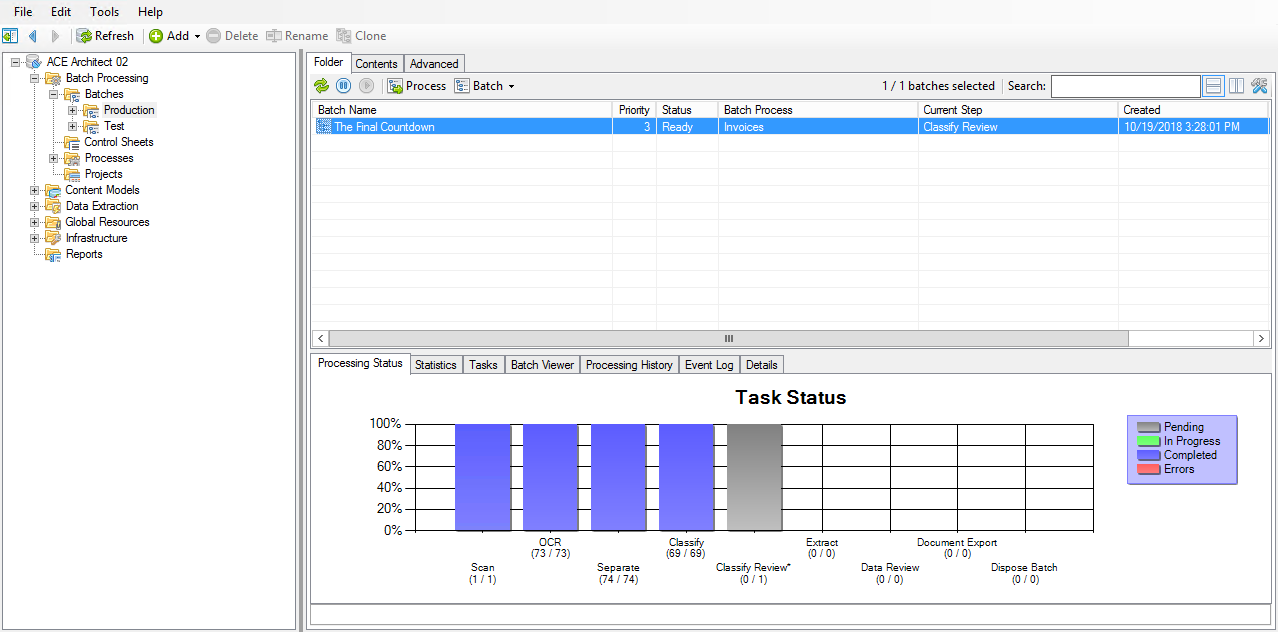 File Edit Tools Help
Refresh Add Delete Rename Clone
ACE Architect 02
Batch Processing
Batches
Production
Test
Control Sheets
Processes
Projects
Content Models
Data Extraction
Global Resources
Infrastructure
Reports
Folder Contents Advanced
Process Batch 1 / 1 batches selected Search:
Batch Name Priority Status Batch Process Current Step Created
The Final Countdown 3 Ready Invoices Classify Review 10/19/2018 3:28:01 PM
Processing Status Statistics Tasks Batch Viewer Processing History Event Log Details
Task Status
100%
80%
60%
40%
20%
0%
OCR Classify Extract Document Export
(73 / 73) (69 / 69) (0 / 0) (0 / 0)
Scan Separate Classify Review* Data Review Dispose Batch
(1 / 1) (74 / 74) (0 / 1) (0 / 0) (0 / 0)
Pending
In Progress
Completed
Errors